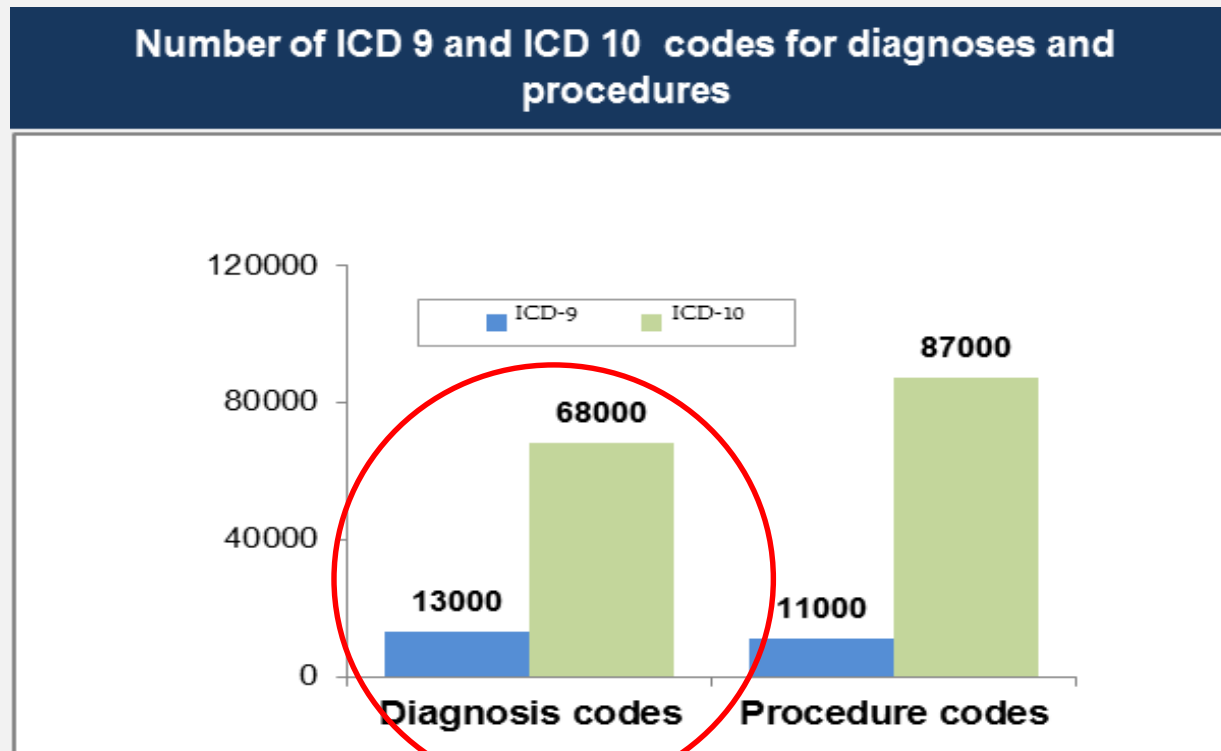 Number of ICD 9 and ICD 10 codes for diagnoses and
procedures
120000
ICD-9 ICD-10
87000
80000
68000
40000
13000
11000
0
Diagnosis codes Procedure codes